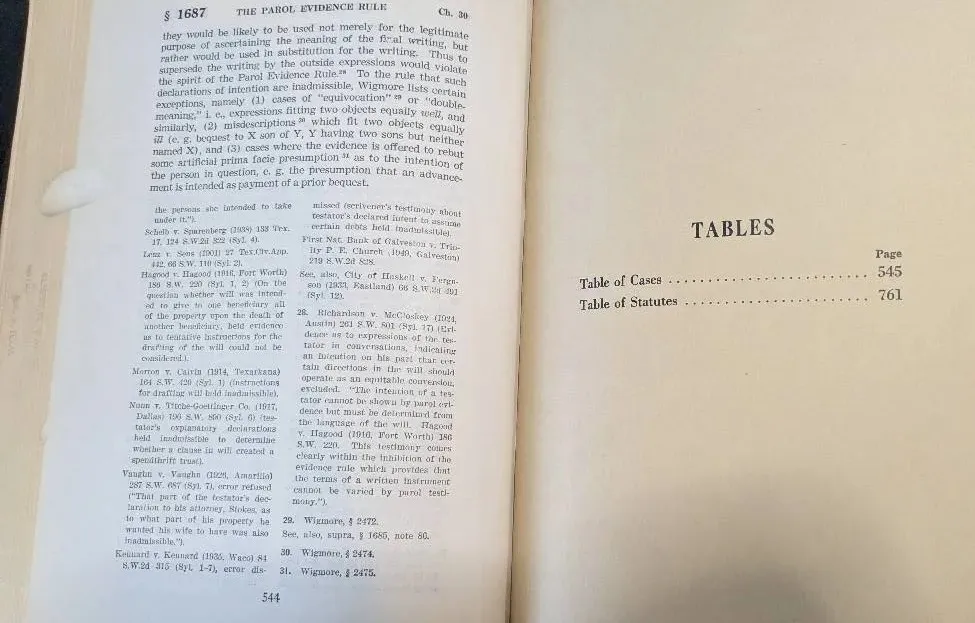 § 1687 THE PAROL EVIDENCE RULE Ch. 30
they would be likely to be used not merely for the legitimate
purpose of ascertaining the meaning of the final writing, but
rather would be used in substitution for the writing. Thus to
supersede the writing by the outside expressions would violate
the spirit of the Parol Evidence Rule.28 To the rule that such
declarations of intention are inadmissible, Wigmore lists certain
exceptions, namely (1) cases of "equivocation" 29 or "double-
meaning," i. e., expressions fitting two objects equally well, and
similarly, (2) misdescriptions 30 which fit two objects equally
ill (e. g. bequest to X son of Y, Y having two sons but neither
named X), and (3) cases where the evidence is offered to rebut
some artificial prima facie presumption 31 as to the intention of
the person in question, e. g. the presumption that an advance-
ment is intended as payment of a prior bequest.
the persons she intended to take
under it.").
Scheib v. Sparenberg (1939) 133 Tex.
17, 124 S.W.2d 322 (Syl. 4).
Lenz v. Sens (1901) 27 Tex.Civ.App.
442, 66 S.W. 110 (Syl. 2).
Hagood v. Hagood (1916, Fort Worth)
186 S.W. 220 (Syl. 1, 2) (On the
question whether will was intend-
ed to give to one beneficiary all
of the property upon the death of
another beneficiary, held evidence
as to tentative instructions for the
drafting of the will could not be
considered.).
Morton v. Calvin (1914, Texarkana)
164 S.W. 420 (Syl. 1) (instructions
for drafting will held inadmissible).
Nunn v. Titche-Goettinger Co. (1917,
Dallas) 196 S.W. 890 (Syl. 6) (tes-
tator's explanatory declarations
held inadmissible to determine
whether a clause in will created a
spendthrift trust).
Vaughn v. Vaughn (1926, Amarillo)
287 S.W. 687 (Syl. 7), error refused
("That part of the testator's dec-
laration to his attorney, Stokes, as
to what part of his property he
wanted his wife to have was also
inadmissible.").
Kennard v. Kennard (1935, Waco) 84
S.W.2d 315 (Syl. 1-7), error dis-
missed (scrivener's testimony about
testator's declared intent to assume
certain debts held inadmissible).
First Nat. Bank of Galveston v. Trin-
ity P. E. Church (1949, Galveston)
219 S.W.2d 828.
See, also, City of Haskell v. Fergu-
son (1933, Eastland) 66 S.W.2d 491
(Syl. 12).
28. Richardson v. McCloskey (1924,
Austin) 261 S.W. 801 (Syl. 17) (Evi-
dence as to expressions of the tes-
tator in conversations, indicating
an intention on his part that cer-
tain directions in the will should
operate as an equitable conversion,
excluded. "The intention of a tes-
tator cannot be shown by parol evi-
dence but must be determined from
the language of the will. Hagood
v. Hagood (1916, Fort Worth) 186
S.W. 220. This testimony comes
clearly within the inhibition of the
evidence rule which provides that
the terms of a written instrument
cannot be varied by parol testi-
mony.").
29. Wigmore, § 2472.
See, also, supra, § 1685, note 86.
30. Wigmore, § 2474.
31. Wigmore, § 2475.
544
TABLES
Page
Table of Cases ........................ 545
Table of Statutes ...................... 761